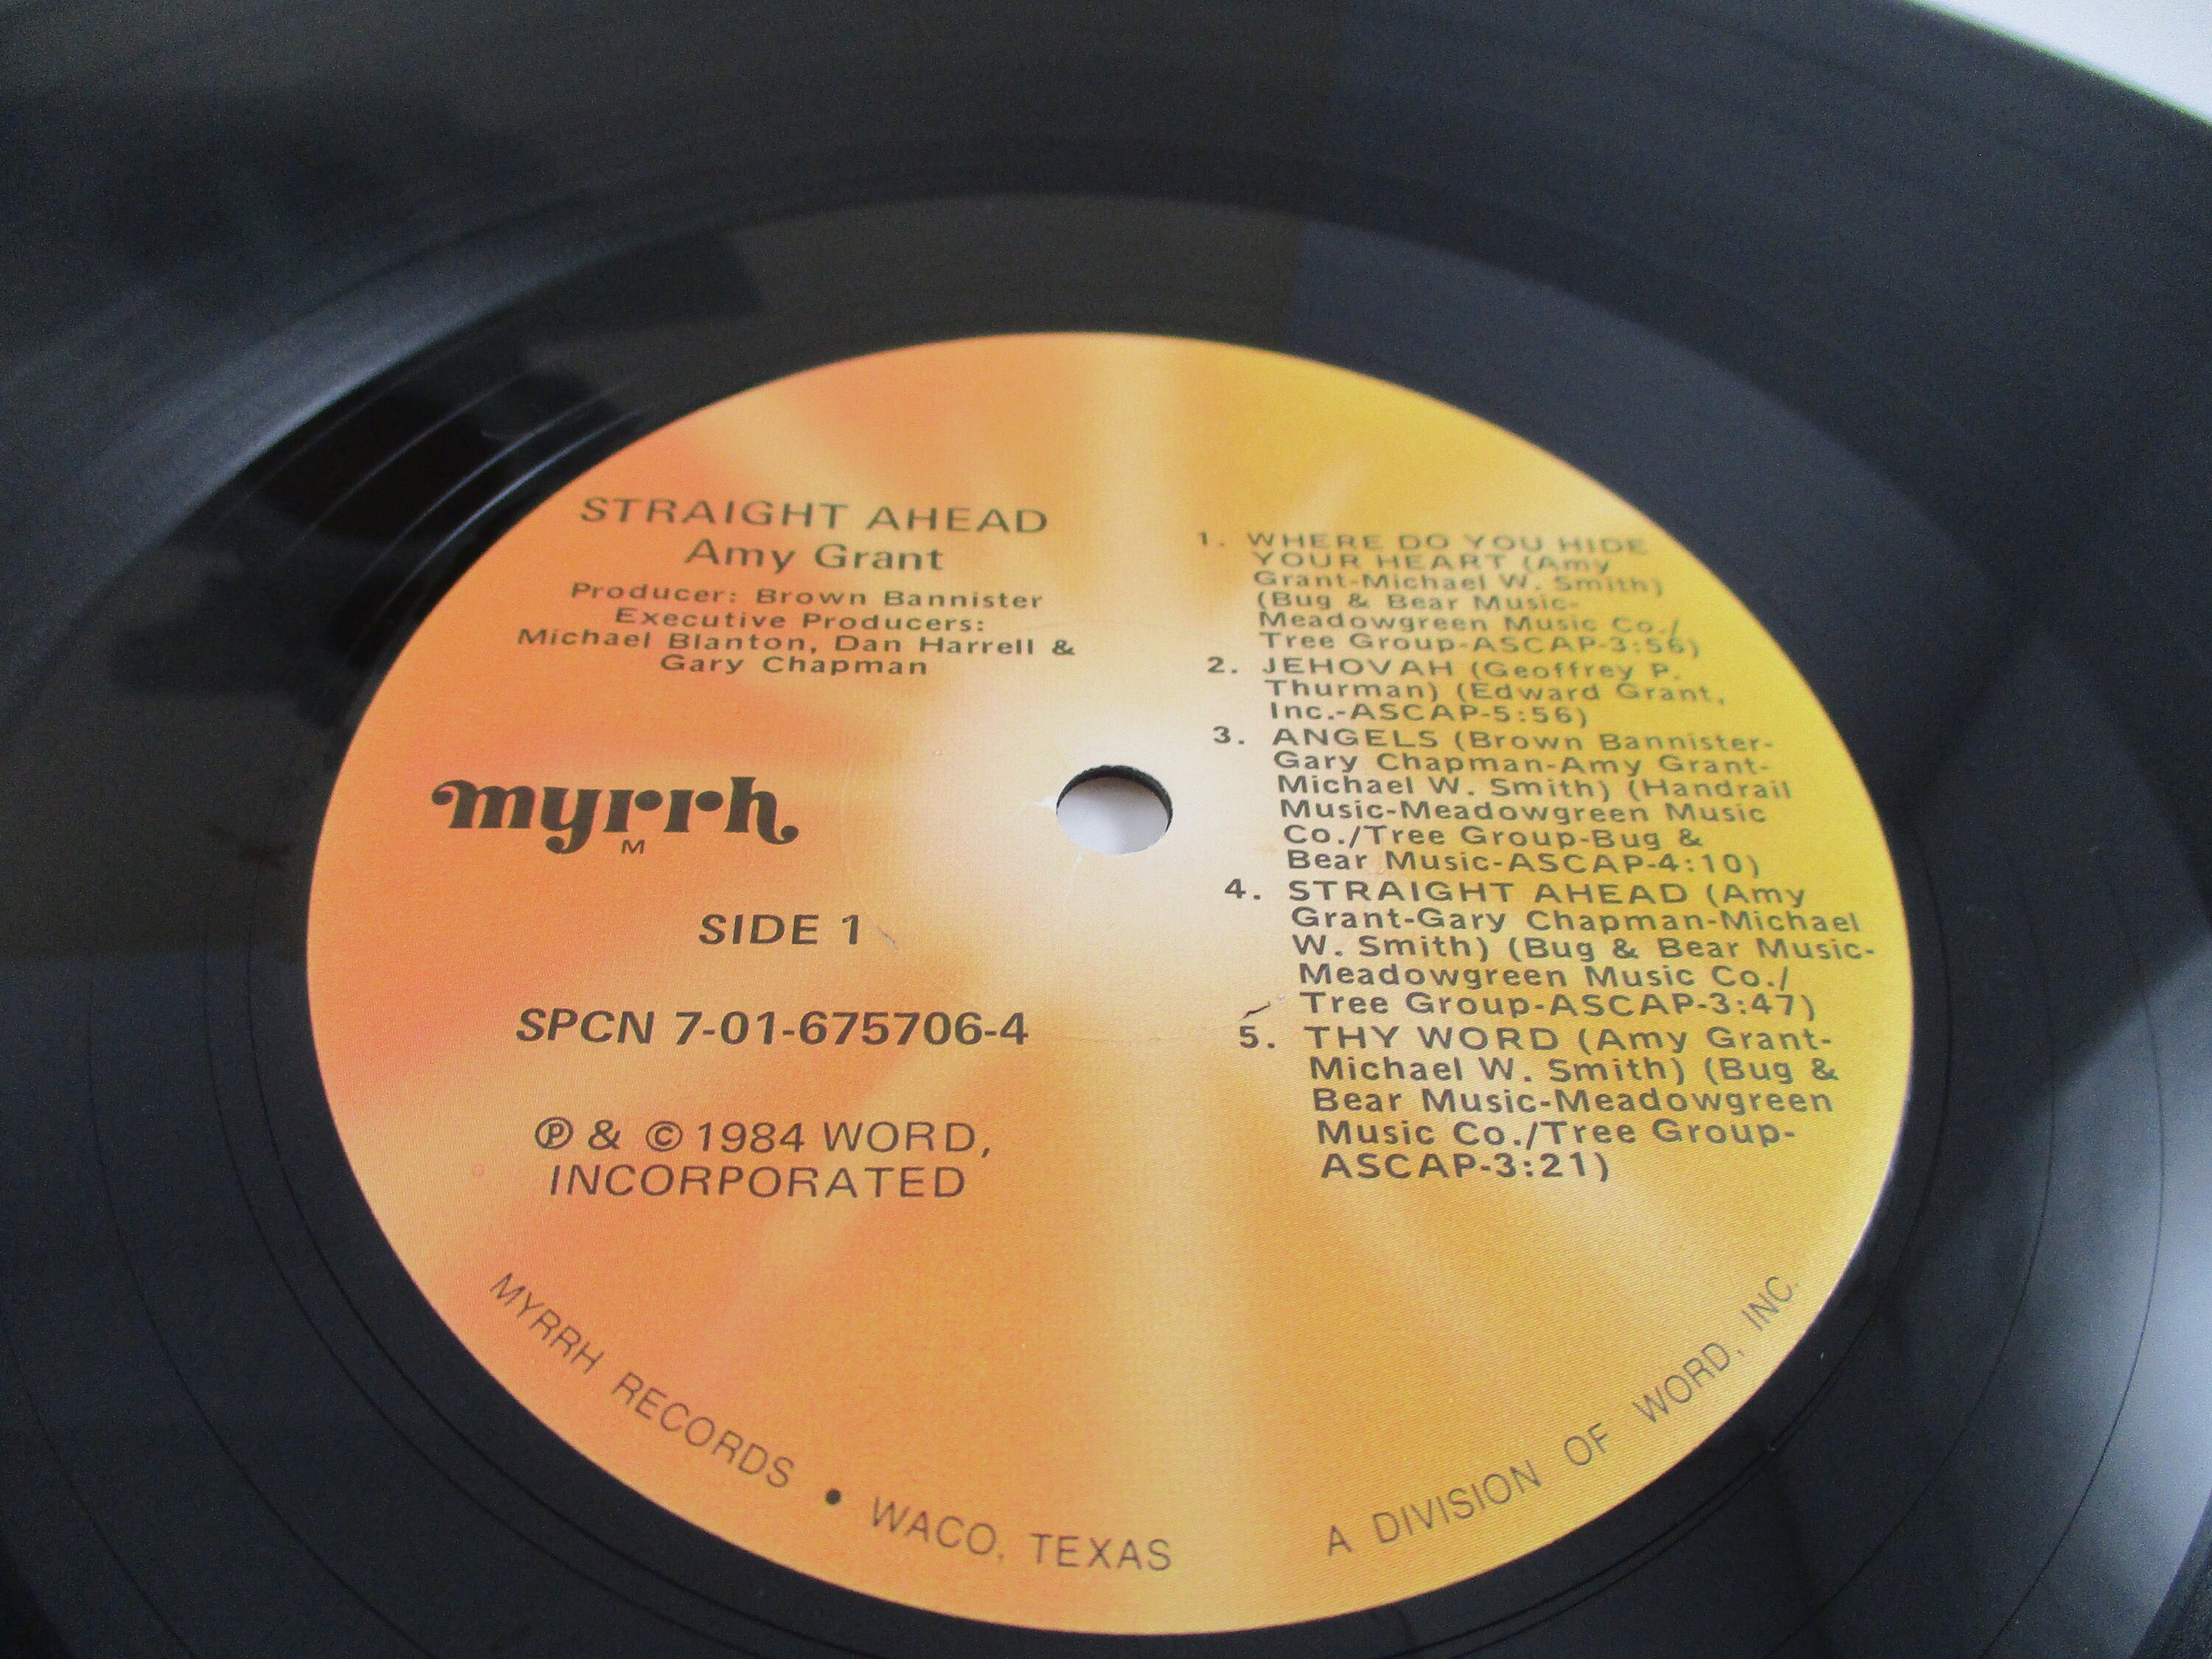 STRAIGHT AHEAD
Amy Grant
Producer: Brown Bannister
Executive Producers:
Michael Blanton, Dan Harrell &
Gary Chapman
myrrh
M
SIDE 1
SPCN 7-01-675706-4
Ⓟ & © 1984 WORD,
INCORPORATED
1. WHERE DO YOU HIDE
YOUR HEART (Amy
Grant-Michael W. Smith)
(Bug & Bear Music-
Meadowgreen Music Co./
Tree Group-ASCAP-3:56)
2. JEHOVAH (Geoffrey P.
Thurman) (Edward Grant,
Inc.-ASCAP-5:56)
3. ANGELS (Brown Bannister-
Gary Chapman-Amy Grant-
Michael W. Smith) (Handrail
Music-Meadowgreen Music
Co./Tree Group-Bug &
Bear Music-ASCAP-4:10)
4. STRAIGHT AHEAD (Amy
Grant-Gary Chapman-Michael
W. Smith) (Bug & Bear Music-
Meadowgreen Music Co./
Tree Group-ASCAP-3:47)
5. THY WORD (Amy Grant-
Michael W. Smith) (Bug &
Bear Music-Meadowgreen
Music Co./Tree Group-
ASCAP-3:21)
MYRRH RECORDS • WACO, TEXAS
A DIVISION OF WORD, INC.